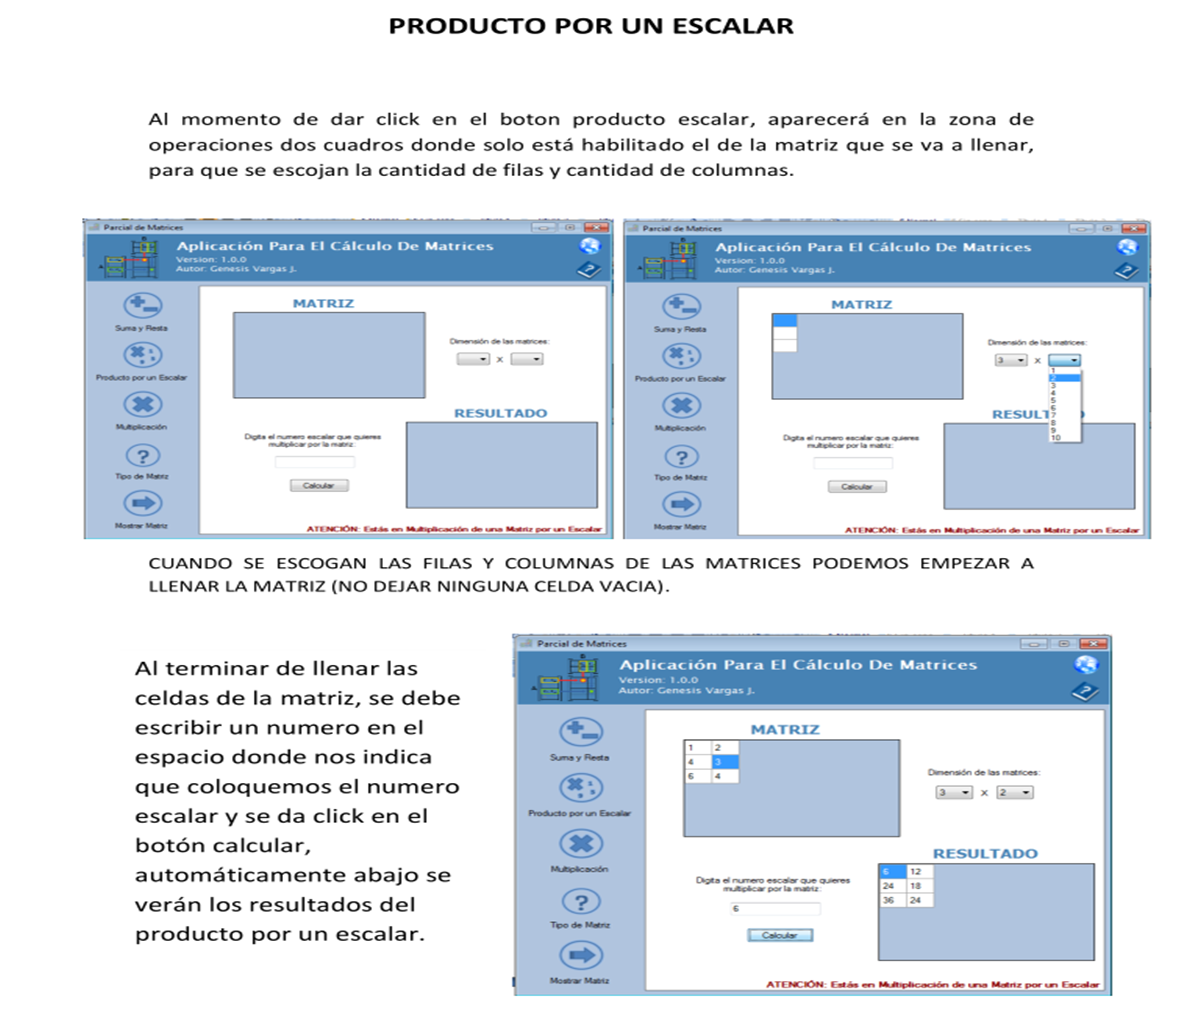 PRODUCTO POR UN ESCALAR
Al momento de dar click en el boton producto escalar, aparecerá en la zona de
operaciones dos cuadros donde solo está habilitado el de la matriz que se va a llenar,
para que se escojan la cantidad de filas y cantidad de columnas.
Parcial de Matrices
Aplicación Para El Cálculo De Matrices
Version: 1.0.0
Autor: Genesis Vargas J.
Suma y Resta
Producto por un Escalar
Multiplicación
Tipo de Matriz
Mostrar Matriz
MATRIZ
Dimensión de las matrices:
X
RESULTADO
Digita el numero escalar que quieres
multiplicar por la matriz:
Calcular
ATENCIÓN: Estás en Multiplicación de una Matriz por un Escalar
Parcial de Matrices
Aplicación Para El Cálculo De Matrices
Version: 1.0.0
Autor: Genesis Vargas J.
Suma y Resta
Producto por un Escalar
Multiplicación
Tipo de Matriz
Mostrar Matriz
MATRIZ
Dimensión de las matrices:
3 X
1
2
3
4
5
6
7
8
9
10
RESULT
Digita el numero escalar que quieres
multiplicar por la matriz:
Calcular
ATENCIÓN: Estás en Multiplicación de una Matriz por un Escalar
CUANDO SE ESCOGAN LAS FILAS Y COLUMNAS DE LAS MATRICES PODEMOS EMPEZAR A
LLENAR LA MATRIZ (NO DEJAR NINGUNA CELDA VACIA).
Al terminar de llenar las
celdas de la matriz, se debe
escribir un numero en el
espacio donde nos indica
que coloquemos el numero
escalar y se da click en el
botón calcular,
automáticamente abajo se
verán los resultados del
producto por un escalar.
Parcial de Matrices
Aplicación Para El Cálculo De Matrices
Version: 1.0.0
Autor: Genesis Vargas J.
Suma y Resta
Producto por un Escalar
Multiplicación
Tipo de Matriz
Mostrar Matriz
MATRIZ
1 2
4 3
6 4
Dimensión de las matrices:
3 X 2
RESULTADO
6 12
24 18
36 24
Digita el numero escalar que quieres
multiplicar por la matriz:
6
Calcular
ATENCIÓN: Estás en Multiplicación de una Matriz por un Escalar